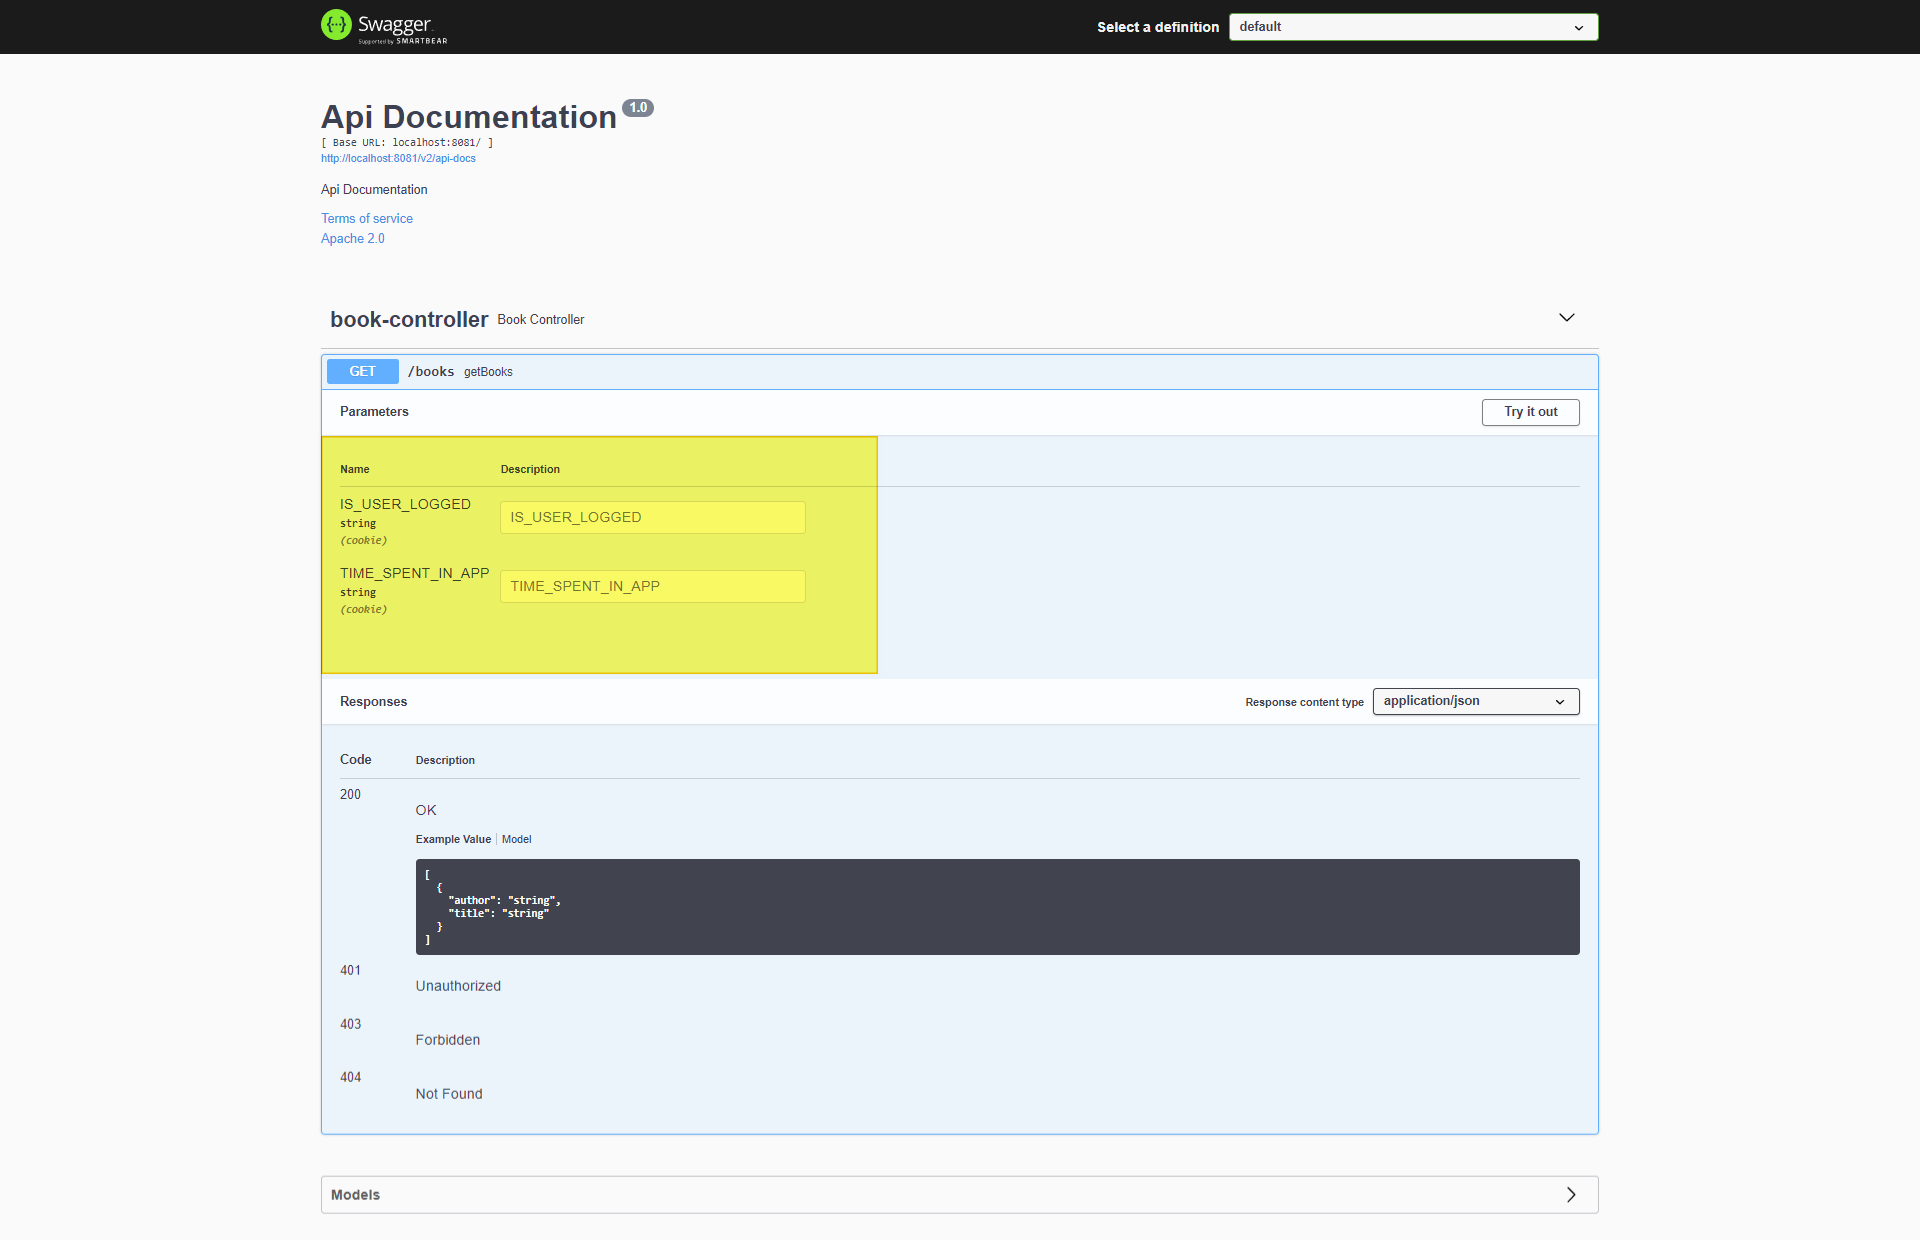 Swagger
Supported by SMARTBEAR
Select a definition
default
Api Documentation 1.0
[ Base URL: localhost:8081/ ]
http://localhost:8081/v2/api-docs
Api Documentation
Terms of service
Apache 2.0
book-controller Book Controller
GET /books getBooks
Parameters
Try it out
Name Description
IS_USER_LOGGED
string
(cookie)
IS_USER_LOGGED
TIME_SPENT_IN_APP
string
(cookie)
TIME_SPENT_IN_APP
Responses
Response content type
application/json
Code Description
200
OK
Example Value Model
[
  {
    "author": "string",
    "title": "string"
  }
]
401
Unauthorized
403
Forbidden
404
Not Found
Models